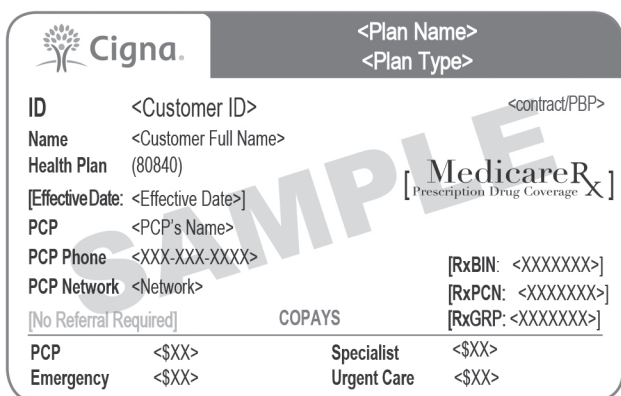 Cigna.
<Plan Name>
<Plan Type>
ID <Customer ID>
<contract/PBP>
Name <Customer Full Name>
Health Plan (80840)
[Effective Date: <Effective Date>]
[MedicareRx
Prescription Drug Coverage]
PCP <PCP's Name>
PCP Phone <XXX-XXX-XXXX>
[RxBIN: <XXXXXXX>]
PCP Network <Network>
[RxPCN: <XXXXXXX>]
[No Referral Required] COPAYS [RxGRP: <XXXXXXX>]
PCP <$XX> Specialist <$XX>
Emergency <$XX> Urgent Care <$XX>
SAMPLE